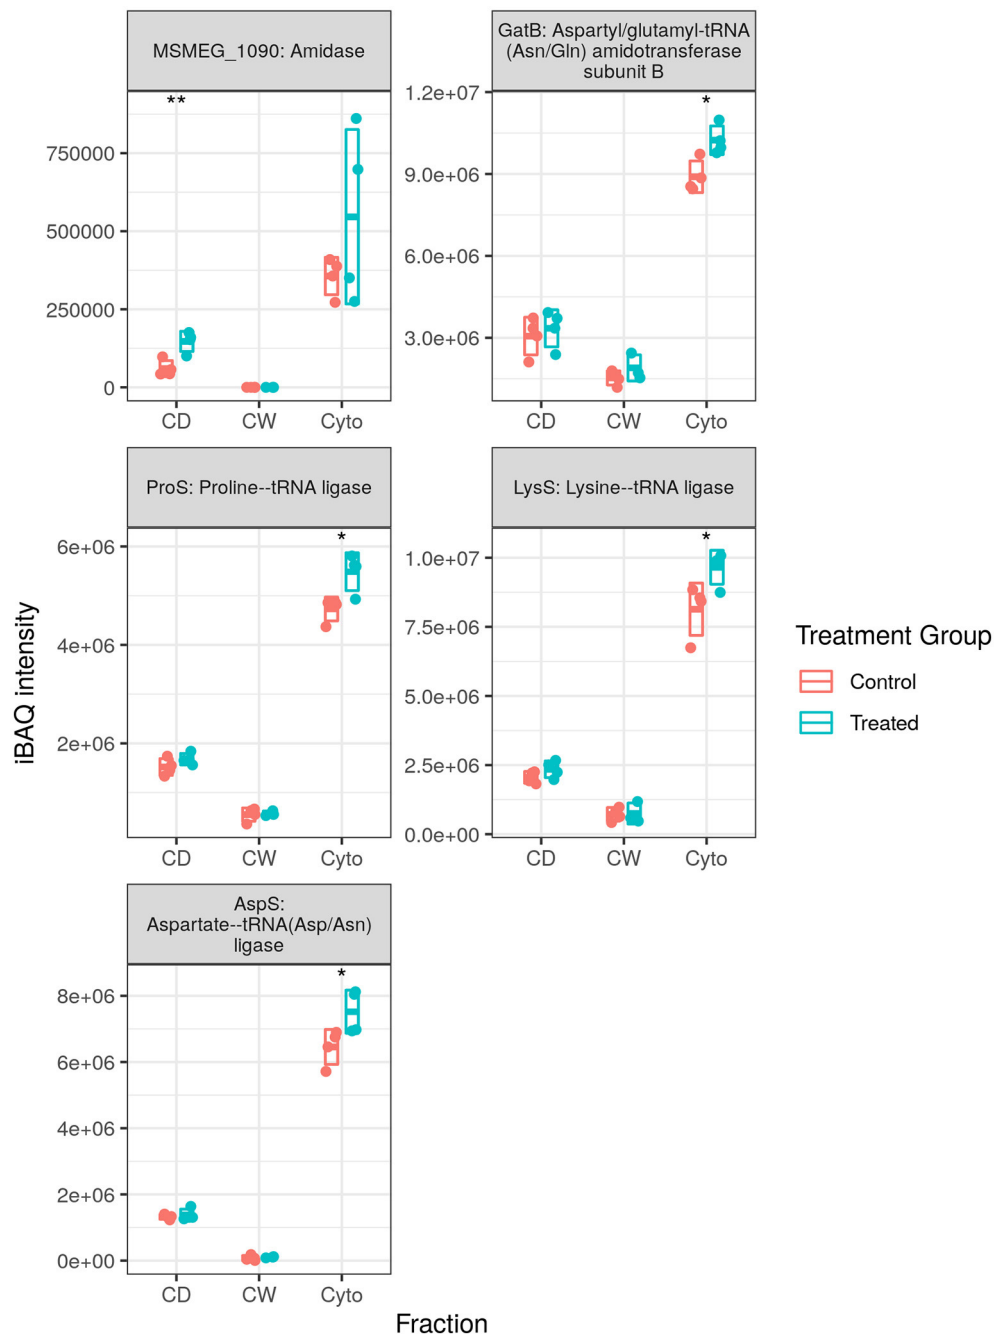 MSMEG_1090: Amidase
**
750000
500000
250000
0
CD CW Cyto
GatB: Aspartyl/glutamyl-tRNA
(Asn/Gln) amidotransferase
subunit B
*
1.2e+07
9.0e+06
6.0e+06
3.0e+06
CD CW Cyto
ProS: Proline--tRNA ligase
*
6e+06
4e+06
2e+06
CD CW Cyto
LysS: Lysine--tRNA ligase
*
1.0e+07
7.5e+06
5.0e+06
2.5e+06
0.0e+00
CD CW Cyto
AspS:
Aspartate--tRNA(Asp/Asn)
ligase
*
8e+06
6e+06
4e+06
2e+06
0e+00
CD CW Cyto
iBAQ intensity
Fraction
Treatment Group
Control
Treated